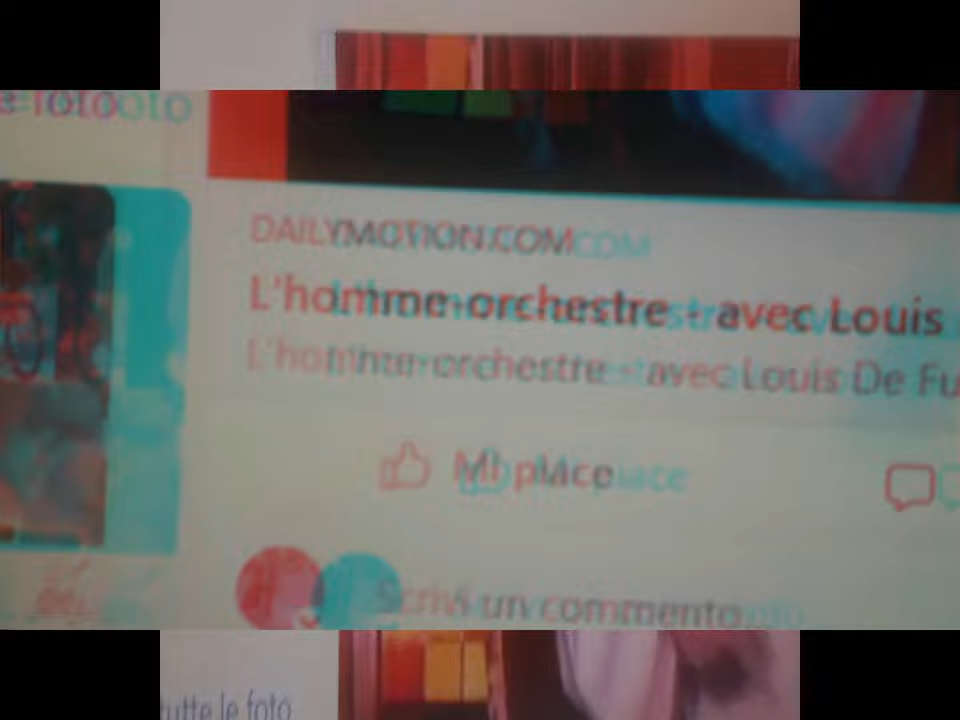 e foto
DAILYMOTION.COM
L'homme-orchestre - avec Louis
L'homme-orchestre - avec Louis De Fu
Mi piace
Scrivi un commento...
tutte le foto